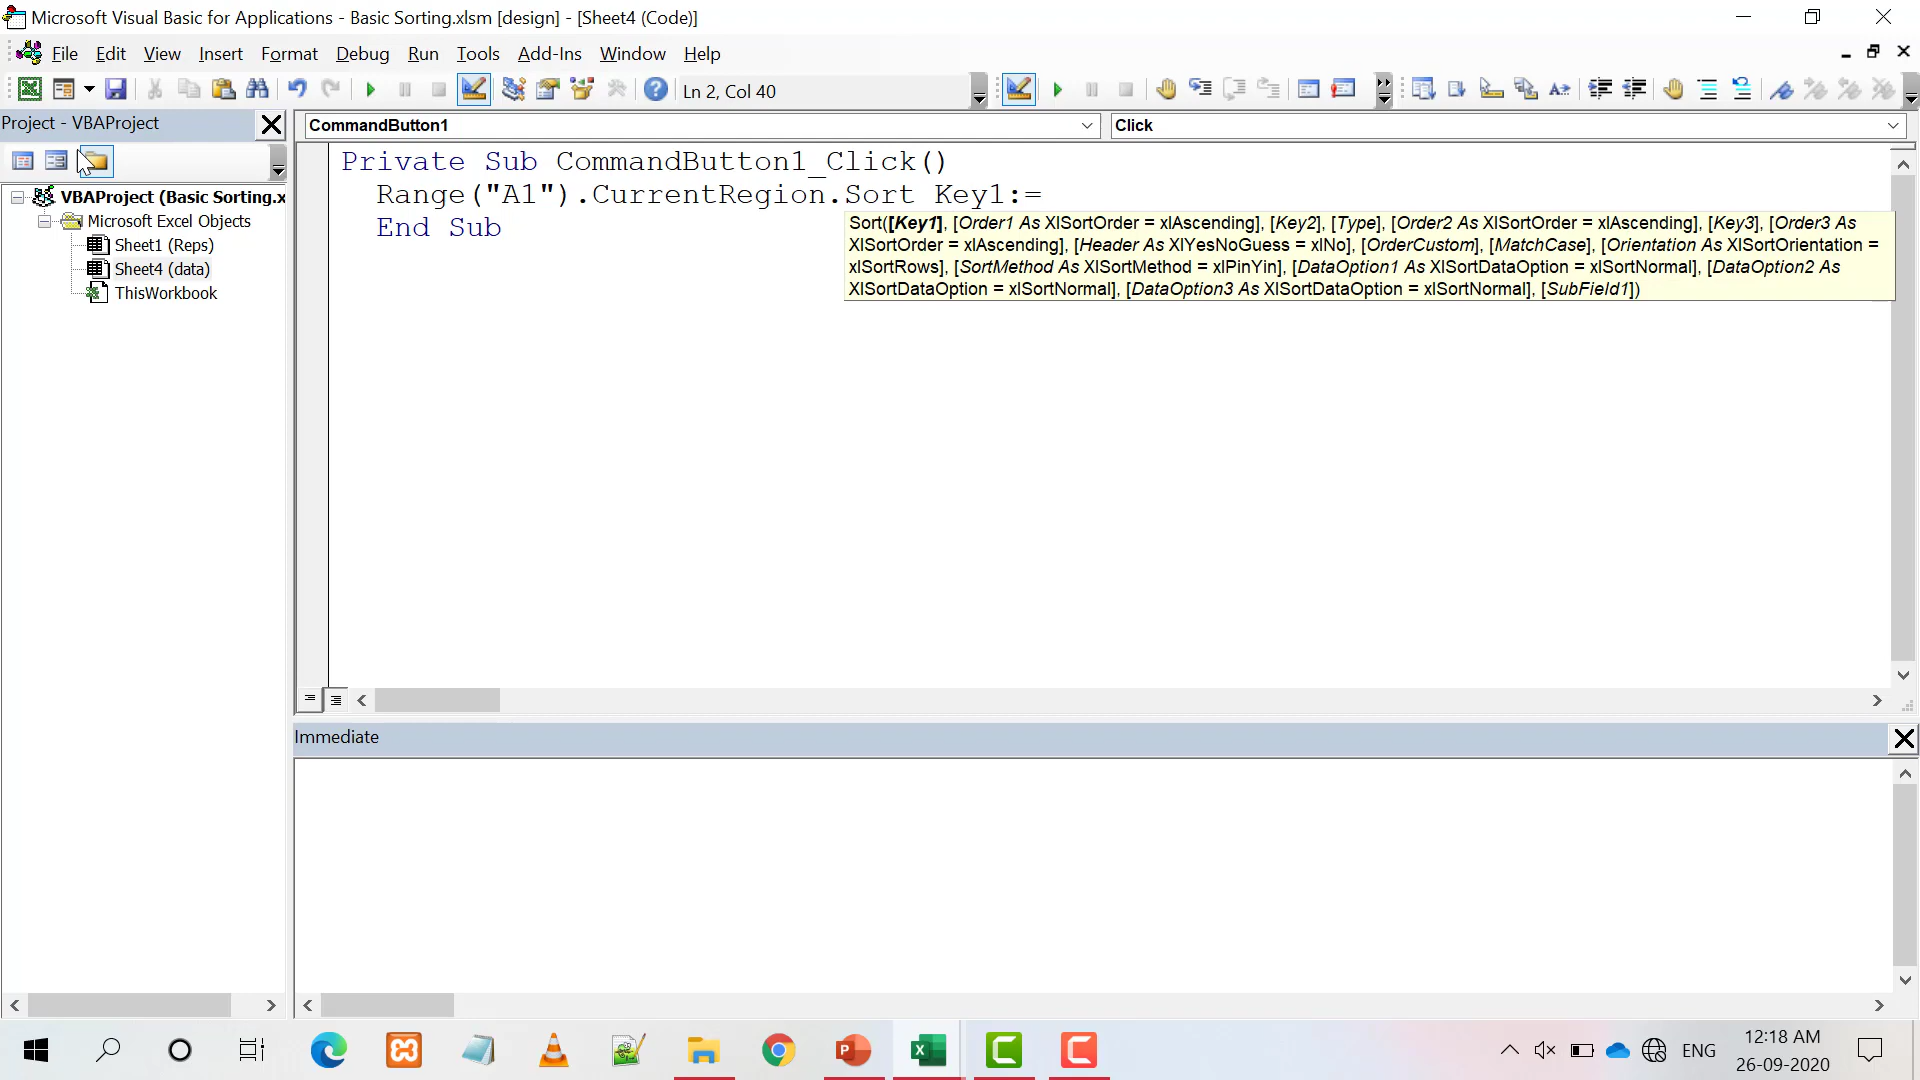 Microsoft Visual Basic for Applications - Basic Sorting.xlsm [design] - [Sheet4 (Code)]
File Edit View Insert Format Debug Run Tools Add-Ins Window Help
Ln 2, Col 40
Project - VBAProject
CommandButton1
Click
VBAProject (Basic Sorting.x
Microsoft Excel Objects
Sheet1 (Reps)
Sheet4 (data)
ThisWorkbook
Private Sub CommandButton1_Click()
Range("A1").CurrentRegion.Sort Key1:=
End Sub
Sort([Key1], [Order1 As XlSortOrder = xlAscending], [Key2], [Type], [Order2 As XlSortOrder = xlAscending], [Key3], [Order3 As
XlSortOrder = xlAscending], [Header As XlYesNoGuess = xlNo], [OrderCustom], [MatchCase], [Orientation As XlSortOrientation =
xlSortRows], [SortMethod As XlSortMethod = xlPinYin], [DataOption1 As XlSortDataOption = xlSortNormal], [DataOption2 As
XlSortDataOption = xlSortNormal], [DataOption3 As XlSortDataOption = xlSortNormal], [SubField1])
Immediate
ENG
12:18 AM
26-09-2020